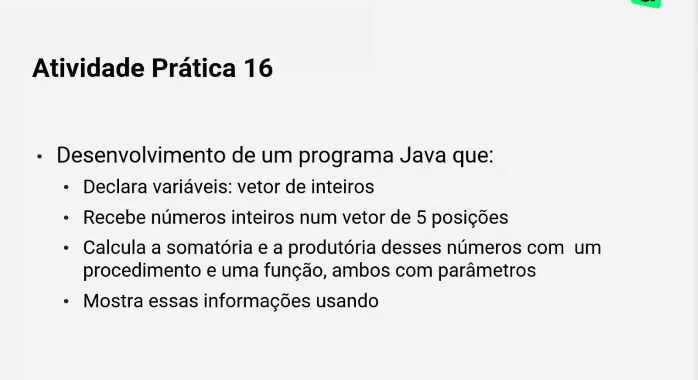 Atividade Prática 16
• Desenvolvimento de um programa Java que:
• Declara variáveis: vetor de inteiros
• Recebe números inteiros num vetor de 5 posições
• Calcula a somatória e a produtória desses números com um
procedimento e uma função, ambos com parâmetros
• Mostra essas informações usando